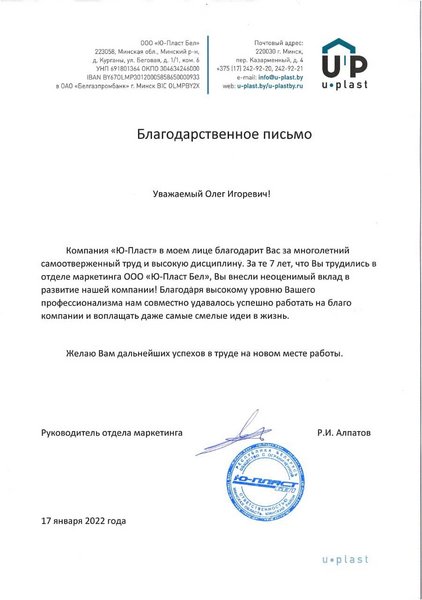 ООО «Ю-Пласт Бел»
223058, Минская обл., Минский р-н,
д. Курганы, ул. Беговая, д. 1/1, ком. 6
УНП 691801364 ОКПО 304634246000
IBAN BY67OLMP30120005858450000933
в ОАО «Белгазпромбанк» г. Минск BIC OLMPBY2X
Почтовый адрес:
220030 г. Минск,
пер. Казарменный, д. 4
+375 (17) 242-92-20, 242-92-21
e-mail: info@u-plast.by
web: u-plast.by/u-plastby.ru
UP
u•plast
Благодарственное письмо
Уважаемый Олег Игоревич!
Компания «Ю-Пласт» в моем лице благодарит Вас за многолетний
самоотверженный труд и высокую дисциплину. За те 7 лет, что Вы трудились в
отделе маркетинга ООО «Ю-Пласт Бел», Вы внесли неоценимый вклад в
развитие нашей компании! Благодаря высокому уровню Вашего
профессионализма нам совместно удавалось успешно работать на благо
компании и воплощать даже самые смелые идеи в жизнь.
Желаю Вам дальнейших успехов в труде на новом месте работы.
Руководитель отдела маркетинга
Р.И. Алпатов
РЕСПУБЛИКА БЕЛАРУСЬ
Ю-ПЛАСТ
17 января 2022 года
u•plast